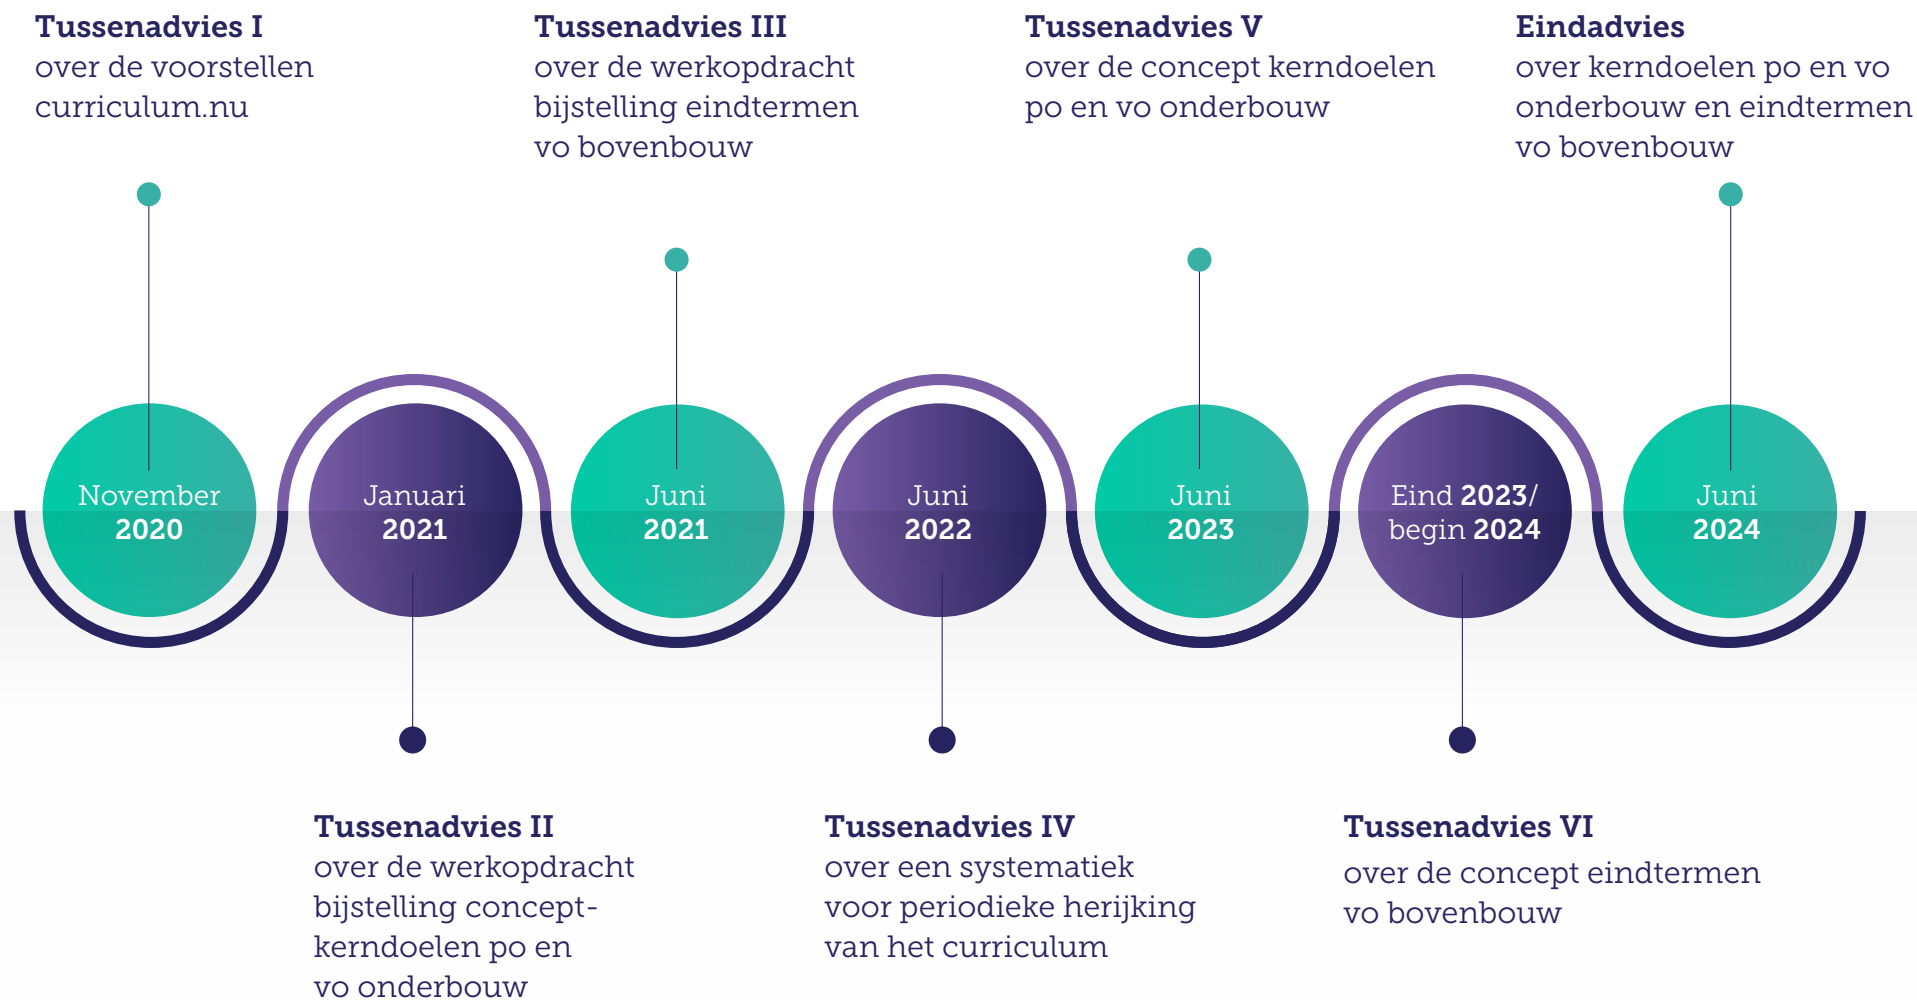 Tussenadvies I
over de voorstellen
curriculum.nu
Tussenadvies III
over de werkopdracht
bijstelling eindtermen
vo bovenbouw
Tussenadvies V
over de concept kerndoelen
po en vo onderbouw
Eindadvies
over kerndoelen po en vo
onderbouw en eindtermen
vo bovenbouw
November
2020
Januari
2021
Juni
2021
Juni
2022
Juni
2023
Eind 2023/
begin 2024
Juni
2024
Tussenadvies II
over de werkopdracht
bijstelling concept-
kerndoelen po en
vo onderbouw
Tussenadvies IV
over een systematiek
voor periodieke herijking
van het curriculum
Tussenadvies VI
over de concept eindtermen
vo bovenbouw